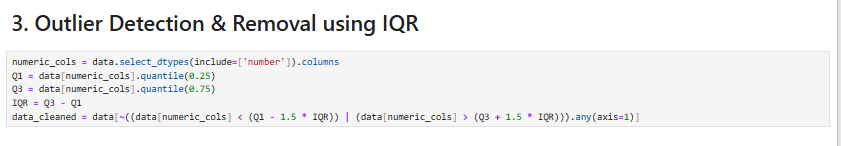 3. Outlier Detection & Removal using IQR
numeric_cols = data.select_dtypes(include=['number']).columns
Q1 = data[numeric_cols].quantile(0.25)
Q3 = data[numeric_cols].quantile(0.75)
IQR = Q3 - Q1
data_cleaned = data[~((data[numeric_cols] < (Q1 - 1.5 * IQR)) | (data[numeric_cols] > (Q3 + 1.5 * IQR))).any(axis=1)]